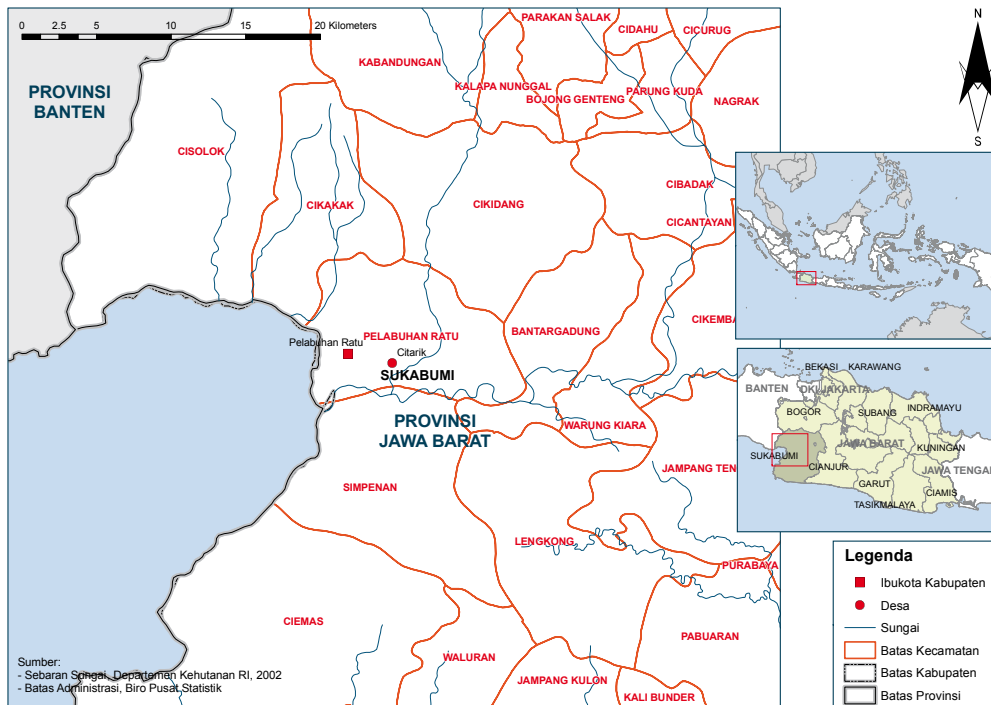 0 2.5 5 10 15 20 Kilometers
N
S
PROVINSI
BANTEN
PARAKAN SALAK
CIDAHU
CICURUG
KABANDUNGAN
KALAPA NUNGGAL
BOJONG GENTENG
PARUNG KUDA
NAGRAK
CISOLOK
CIKAKAK
CIKIDANG
CIBADAK
CICANTAYAN
CIKEMBA
PELABUHAN RATU
Pelabuhan Ratu
Citarik
SUKABUMI
BANTARGADUNG
PROVINSI
JAWA BARAT
WARUNG KIARA
SIMPENAN
JAMPANG TEN
LENGKONG
PURABAYA
CIEMAS
WALURAN
PABUARAN
JAMPANG KULON
KALI BUNDER
BEKASI
KARAWANG
BANTEN
DKI JAKARTA
BOGOR
SUBANG
INDRAMAYU
JAWA BARAT
KUNINGAN
SUKABUMI
CIANJUR
JAWA TENGAH
GARUT
CIAMIS
TASIKMALAYA
Legenda
Ibukota Kabupaten
Desa
Sungai
Batas Kecamatan
Batas Kabupaten
Batas Provinsi
Sumber:
- Sebaran Sungai, Departemen Kehutanan RI, 2002
- Batas Administrasi, Biro Pusat Statistik